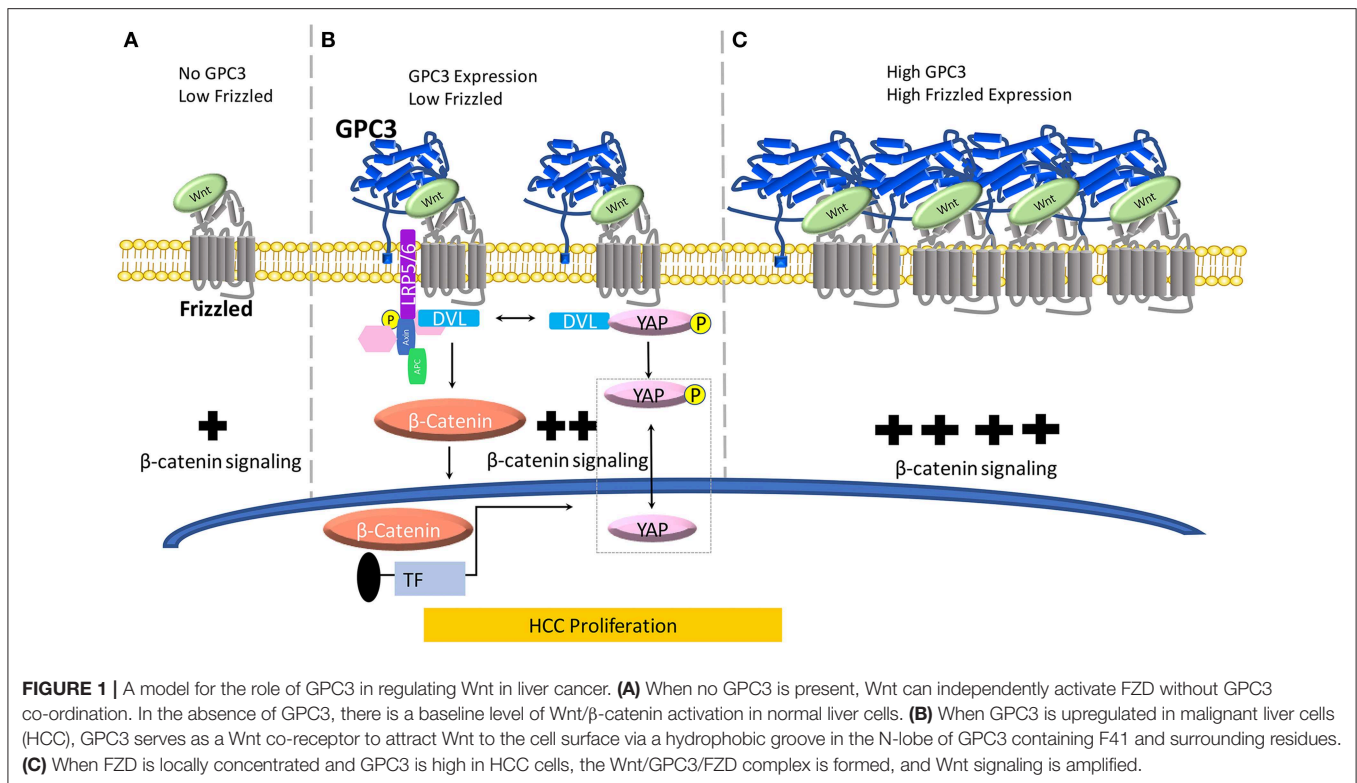 A
B
C
No GPC3
Low Frizzled
GPC3 Expression
Low Frizzled
High GPC3
High Frizzled Expression
GPC3
Wnt
Wnt
Wnt
Wnt
Wnt
Wnt
Wnt
Frizzled
LRP5/6
P
Axin
APC
DVL
DVL
YAP
P
YAP
P
β-Catenin
β-catenin signaling
β-catenin signaling
β-catenin signaling
β-Catenin
YAP
TF
HCC Proliferation
FIGURE 1 | A model for the role of GPC3 in regulating Wnt in liver cancer. (A) When no GPC3 is present, Wnt can independently activate FZD without GPC3
co-ordination. In the absence of GPC3, there is a baseline level of Wnt/β-catenin activation in normal liver cells. (B) When GPC3 is upregulated in malignant liver cells
(HCC), GPC3 serves as a Wnt co-receptor to attract Wnt to the cell surface via a hydrophobic groove in the N-lobe of GPC3 containing F41 and surrounding residues.
(C) When FZD is locally concentrated and GPC3 is high in HCC cells, the Wnt/GPC3/FZD complex is formed, and Wnt signaling is amplified.